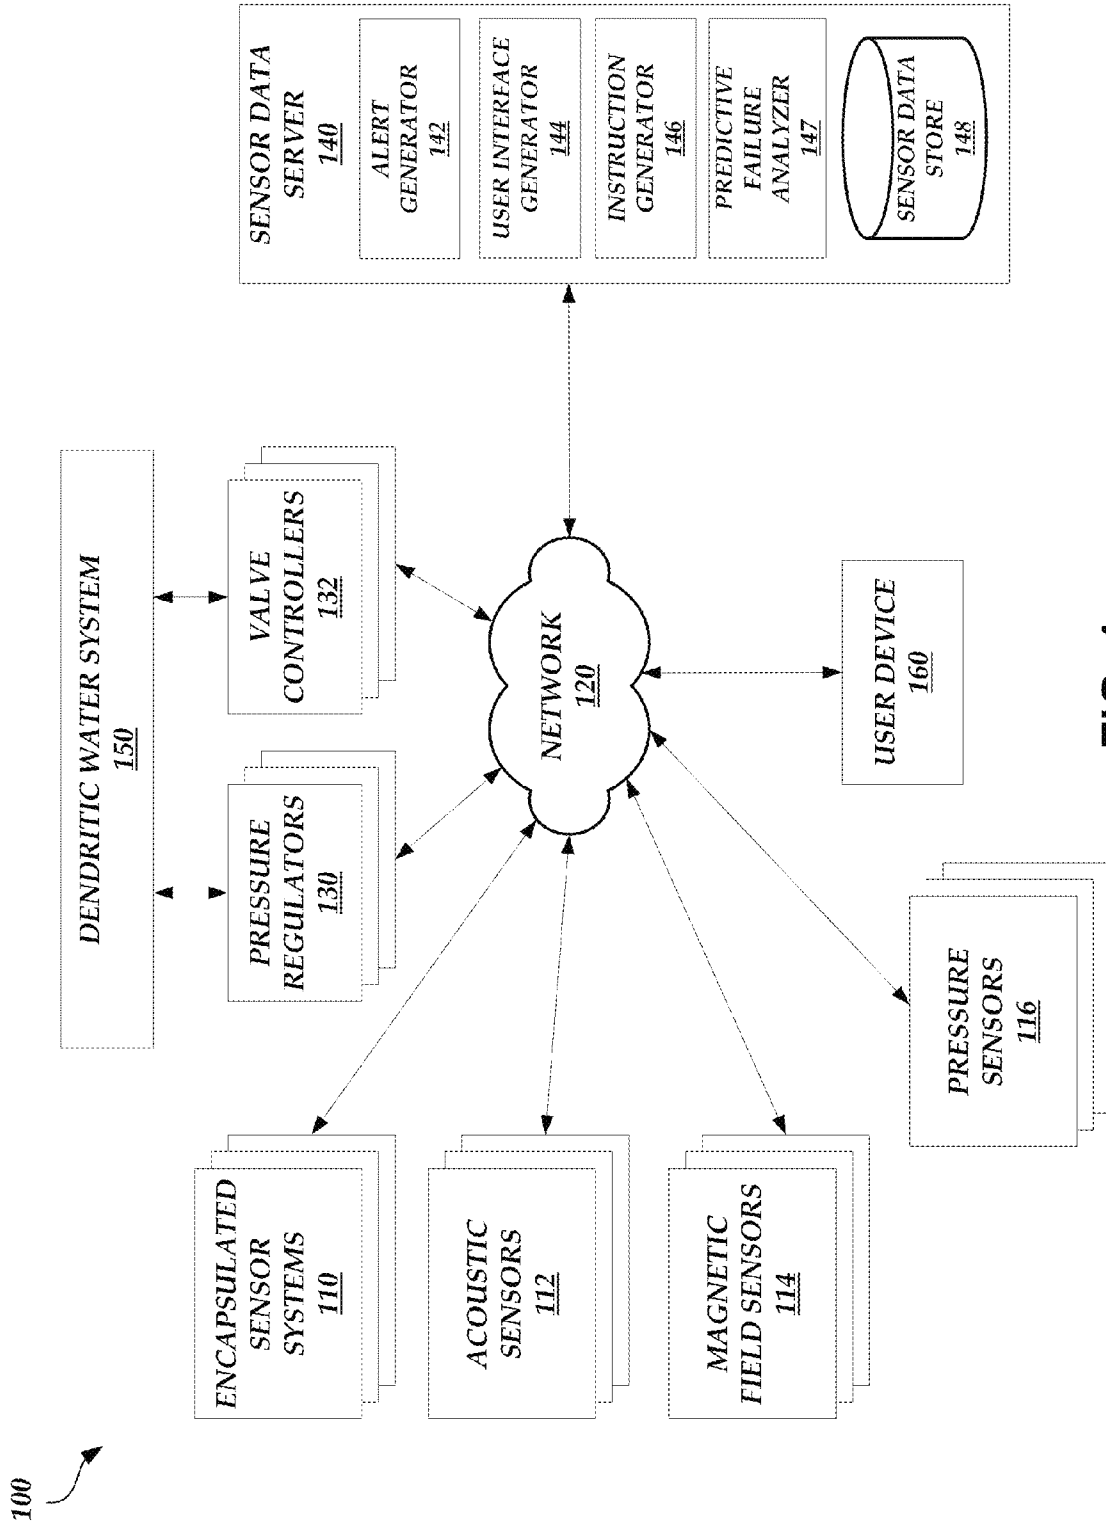 100
DENDRITIC WATER SYSTEM
150
PRESSURE
REGULATORS
130
VALVE
CONTROLLERS
132
ENCAPSULATED
SENSOR
SYSTEMS
110
ACOUSTIC
SENSORS
112
MAGNETIC
FIELD SENSORS
114
PRESSURE
SENSORS
116
NETWORK
120
USER DEVICE
160
SENSOR DATA
SERVER
140
ALERT
GENERATOR
142
USER INTERFACE
GENERATOR
144
INSTRUCTION
GENERATOR
146
PREDICTIVE
FAILURE
ANALYZER
147
SENSOR DATA
STORE
148